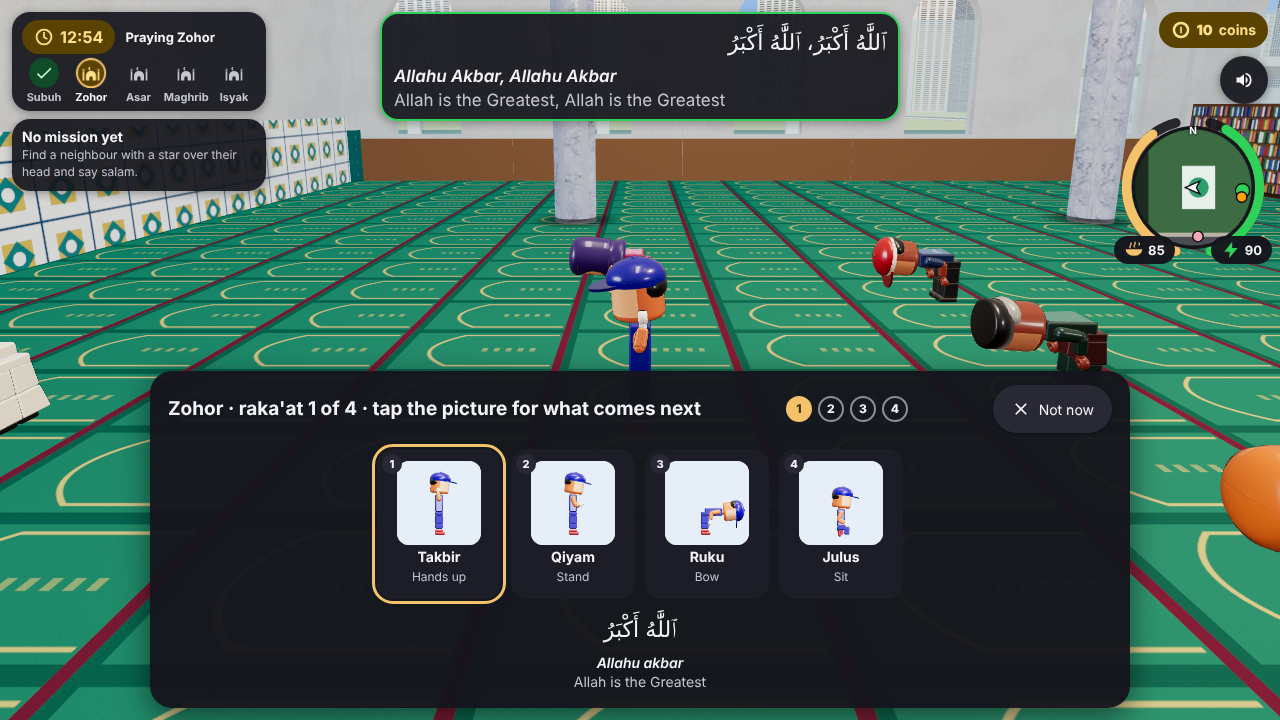 12:54
Praying Zohor
Subuh
Zohor
Asar
Maghrib
Isyak
No mission yet
Find a neighbour with a star over their
head and say salam.
ٱللَّهُ أَكْبَرُ، ٱللَّهُ أَكْبَرُ
Allahu Akbar, Allahu Akbar
Allah is the Greatest, Allah is the Greatest
10 coins
N
85
90
Zohor · raka'at 1 of 4 · tap the picture for what comes next
1 2 3 4
Not now
1
Takbir
Hands up
2
Qiyam
Stand
3
Ruku
Bow
4
Julus
Sit
ٱللَّهُ أَكْبَرُ
Allahu akbar
Allah is the Greatest